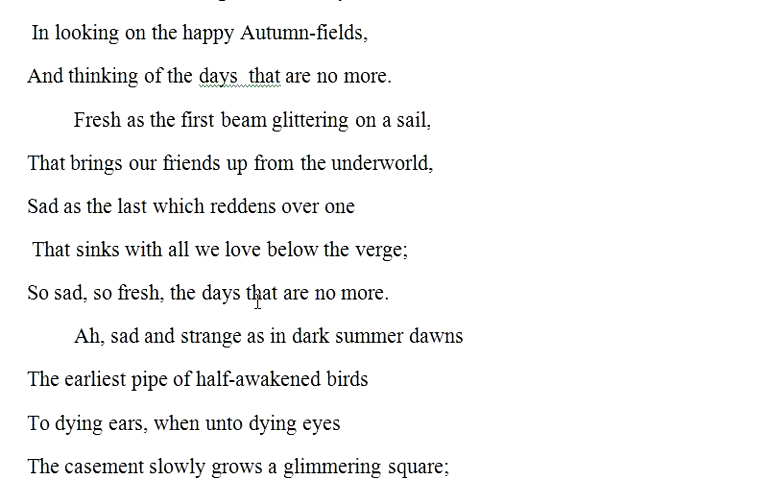 In looking on the happy Autumn-fields,
And thinking of the days  that are no more.
Fresh as the first beam glittering on a sail,
That brings our friends up from the underworld,
Sad as the last which reddens over one
That sinks with all we love below the verge;
So sad, so fresh, the days that are no more.
Ah, sad and strange as in dark summer dawns
The earliest pipe of half-awakened birds
To dying ears, when unto dying eyes
The casement slowly grows a glimmering square;